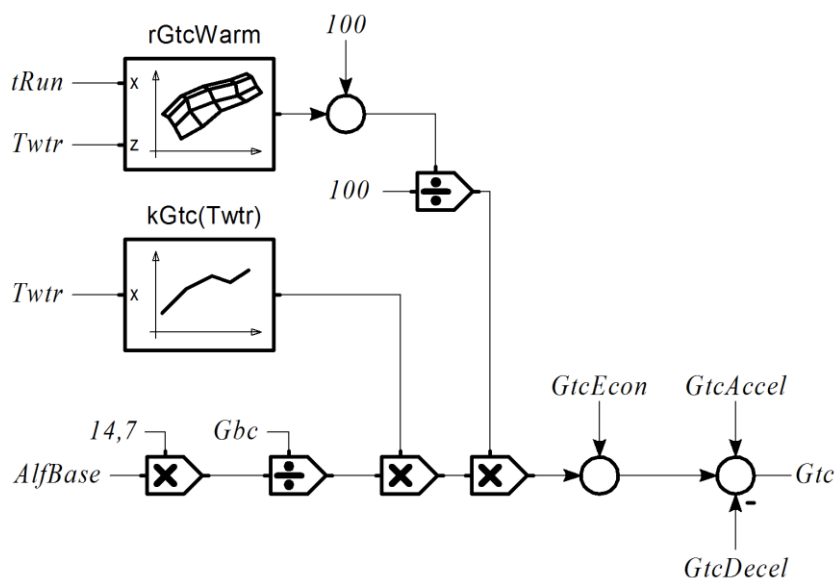 rGtcWarm
100
tRun
X
Twtr
Z
100
kGtc(Twtr)
Twtr
X
GtcEcon
GtcAccel
14,7
Gbc
AlfBase
Gtc
-
GtcDecel